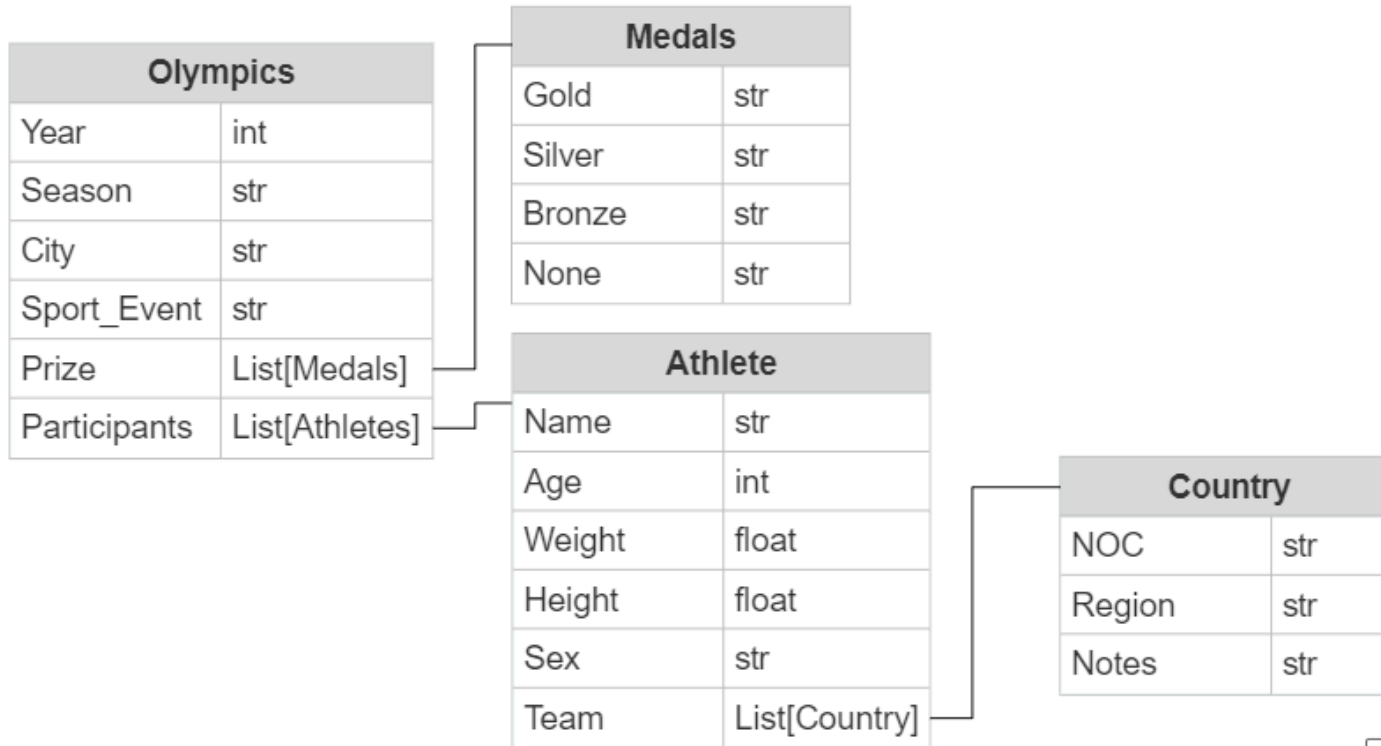 Olympics
Year int
Season str
City str
Sport_Event str
Prize List[Medals]
Participants List[Athletes]
Medals
Gold str
Silver str
Bronze str
None str
Athlete
Name str
Age int
Weight float
Height float
Sex str
Team List[Country]
Country
NOC str
Region str
Notes str